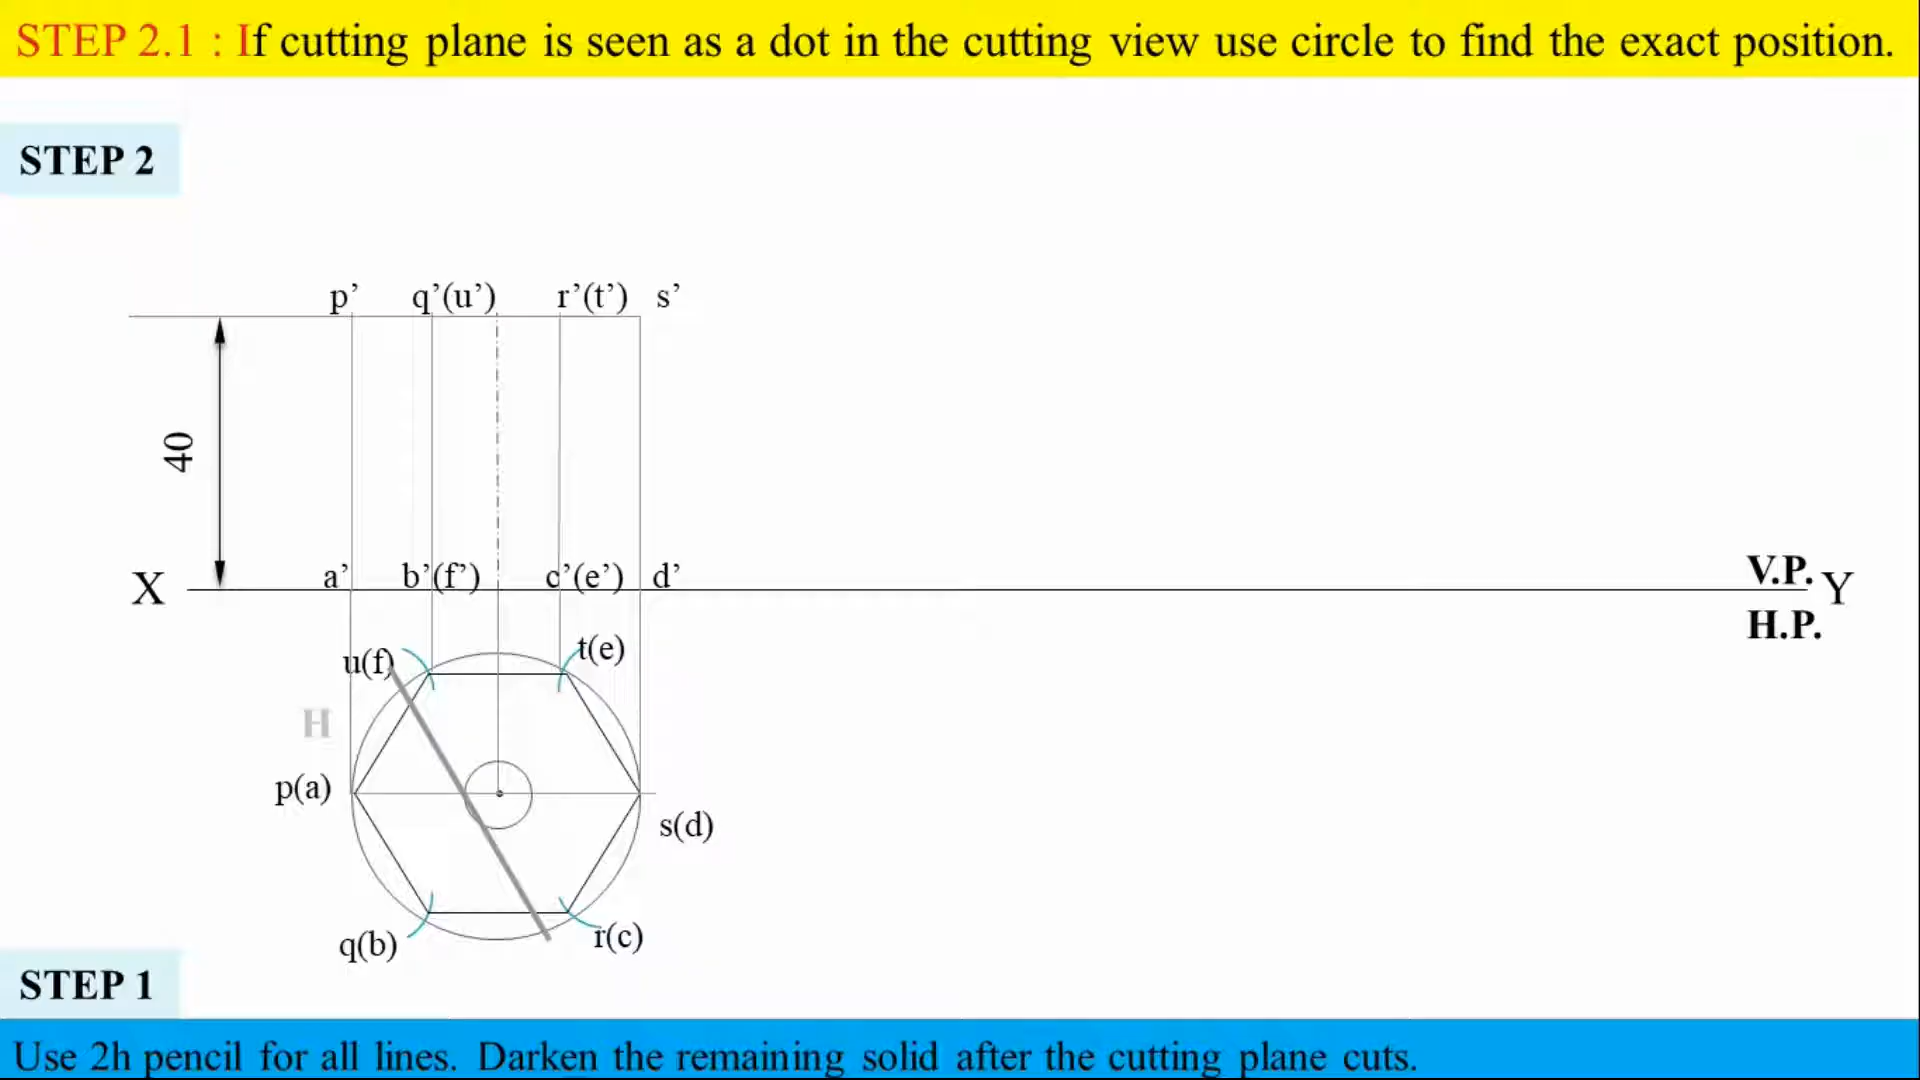 STEP 2.1 : If cutting plane is seen as a dot in the cutting view use circle to find the exact position.
STEP 2
p’ q’(u’) r’(t’) s’
40
X a’ b’(f’) c’(e’) d’ V.P. Y
H.P.
u(f) t(e)
H
p(a)
s(d)
q(b) r(c)
STEP 1
Use 2h pencil for all lines. Darken the remaining solid after the cutting plane cuts.